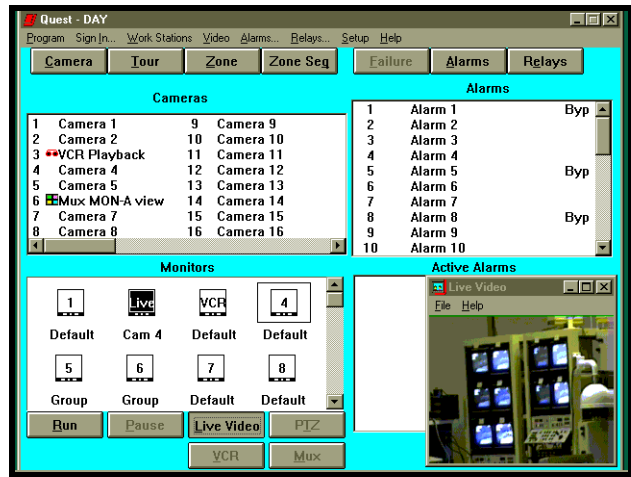 Quest - DAY
Program Sign In... Work Stations Video Alarms... Relays... Setup Help
Camera Tour Zone Zone Seq Failure Alarms Relays
Cameras
1 Camera 1 9 Camera 9
2 Camera 2 10 Camera 10
3 VCR Playback 11 Camera 11
4 Camera 4 12 Camera 12
5 Camera 5 13 Camera 13
6 Mux MON-A view 14 Camera 14
7 Camera 7 15 Camera 15
8 Camera 8 16 Camera 16
Alarms
1 Alarm 1 Byp
2 Alarm 2
3 Alarm 3
4 Alarm 4
5 Alarm 5 Byp
6 Alarm 6
7 Alarm 7
8 Alarm 8 Byp
9 Alarm 9
10 Alarm 10
Monitors
1 Live VCR 4
Default Cam 4 Default Default
5 6 7 8
Group Group Default Default
Run Pause Live Video PTZ
VCR Mux
Active Alarms
Live Video
File Help